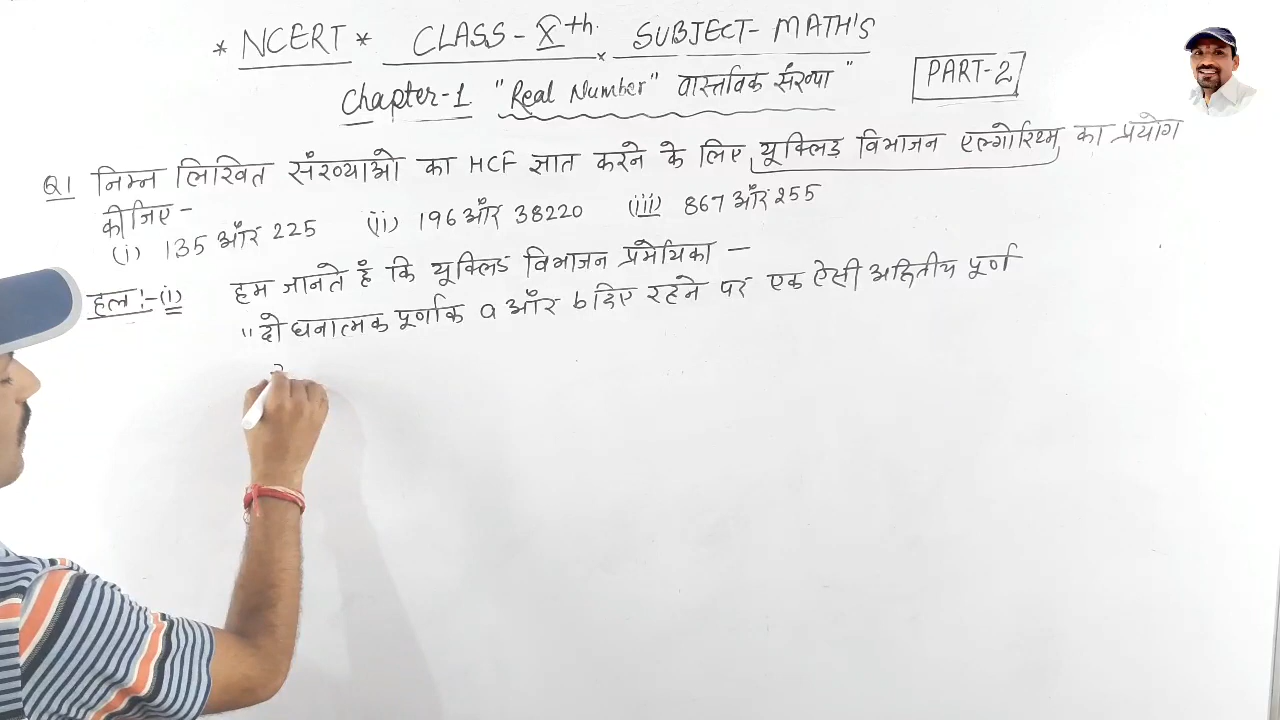 * NCERT * CLASS - Xth. SUBJECT - MATH'S
Chapter-1 "Real Number" वास्तविक संख्या "
PART-2
Q1 निम्न लिखित संख्याओ का HCF ज्ञात करने के लिए यूक्लिड विभाजन एल्गोरिथ्म का प्रयोग
कीजिए -
(i) 135 और 225 (ii) 196 और 38220 (iii) 867 और 255
हल :- (i) हम जानते है कि यूक्लिड विभाजन प्रमेयिका -
"दो धनात्मक पूर्णाक a और b दिए रहने पर एक ऐसी अद्वितीय पूर्ण